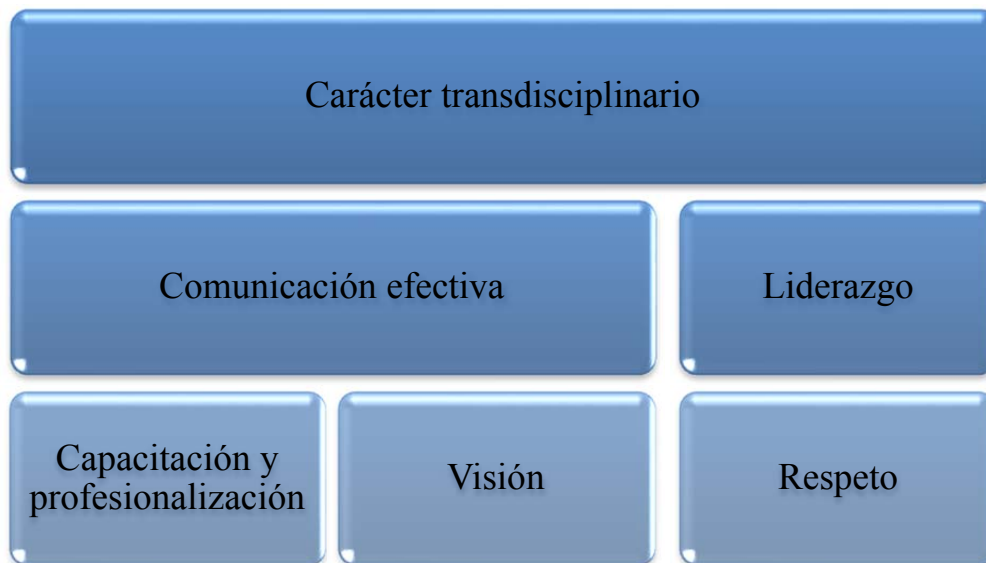 Carácter transdisciplinario
Comunicación efectiva
Liderazgo
Capacitación y
profesionalización
Visión
Respeto